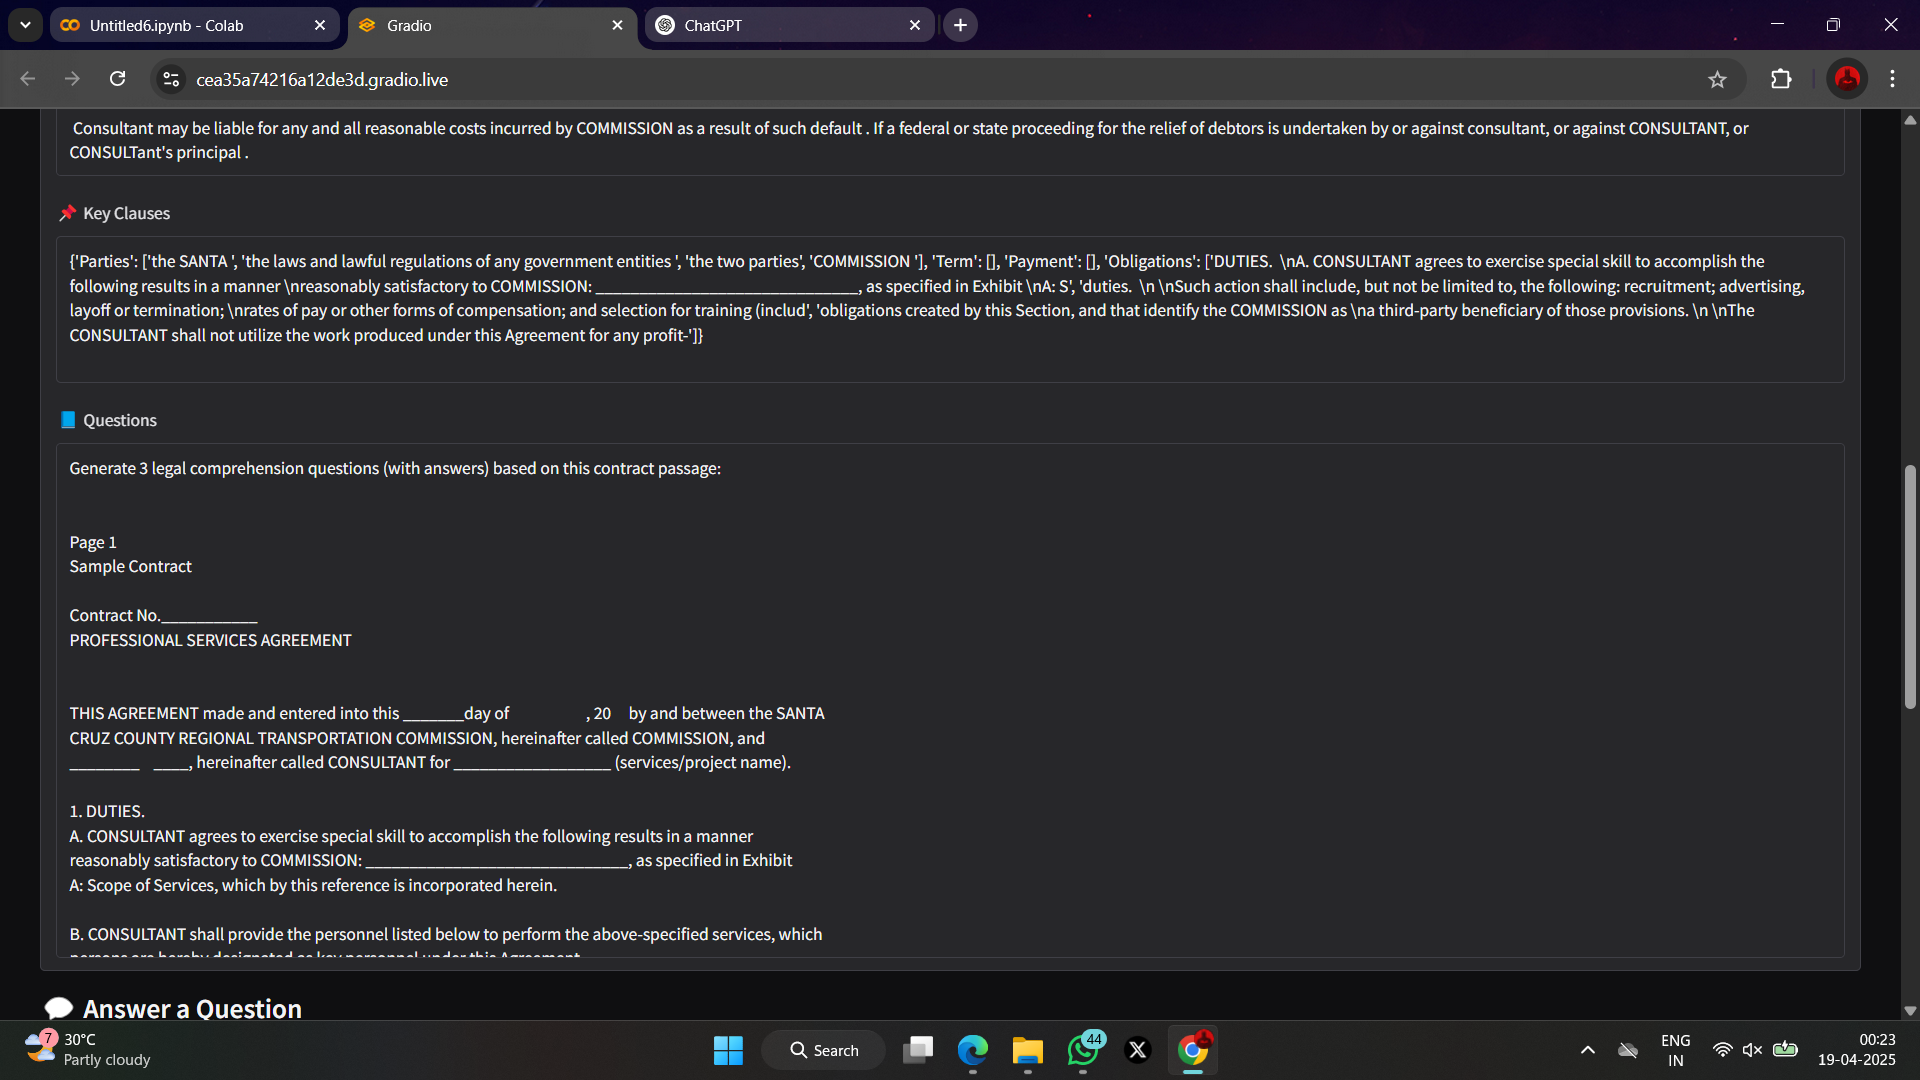 Untitled6.ipynb - Colab
Gradio
ChatGPT
cea35a74216a12de3d.gradio.live
Consultant may be liable for any and all reasonable costs incurred by COMMISSION as a result of such default . If a federal or state proceeding for the relief of debtors is undertaken by or against consultant, or against CONSULTANT, or
CONSULTant's principal .
Key Clauses
{'Parties': ['the SANTA ', 'the laws and lawful regulations of any government entities ', 'the two parties', 'COMMISSION '], 'Term': [], 'Payment': [], 'Obligations': ['DUTIES.  \nA. CONSULTANT agrees to exercise special skill to accomplish the
following results in a manner \nreasonably satisfactory to COMMISSION: ______________________________, as specified in Exhibit \nA: S', 'duties.  \n \nSuch action shall include, but not be limited to, the following: recruitment; advertising,
layoff or termination; \nrates of pay or other forms of compensation; and selection for training (includ', 'obligations created by this Section, and that identify the COMMISSION as \na third-party beneficiary of those provisions. \n \nThe
CONSULTANT shall not utilize the work produced under this Agreement for any profit-']}
Questions
Generate 3 legal comprehension questions (with answers) based on this contract passage:
Page 1
Sample Contract
Contract No.___________
PROFESSIONAL SERVICES AGREEMENT
THIS AGREEMENT made and entered into this _______day of , 20 by and between the SANTA
CRUZ COUNTY REGIONAL TRANSPORTATION COMMISSION, hereinafter called COMMISSION, and
________ ____, hereinafter called CONSULTANT for __________________ (services/project name).
1. DUTIES.
A. CONSULTANT agrees to exercise special skill to accomplish the following results in a manner
reasonably satisfactory to COMMISSION: ______________________________, as specified in Exhibit
A: Scope of Services, which by this reference is incorporated herein.
B. CONSULTANT shall provide the personnel listed below to perform the above-specified services, which
persons are hereby designated as key personnel under this Agreement
Answer a Question
7
30°C
Partly cloudy
Search
44
ENG
IN
00:23
19-04-2025